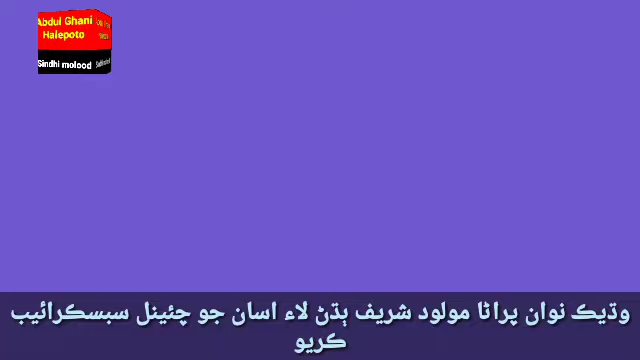 Abdul Ghani
Halepoto
Sindhi molood
وڌيڪ نوان پراڻا مولود شريف ٻڌڻ لاءِ اسان جو چئينل سبسڪرائيب
ڪريو